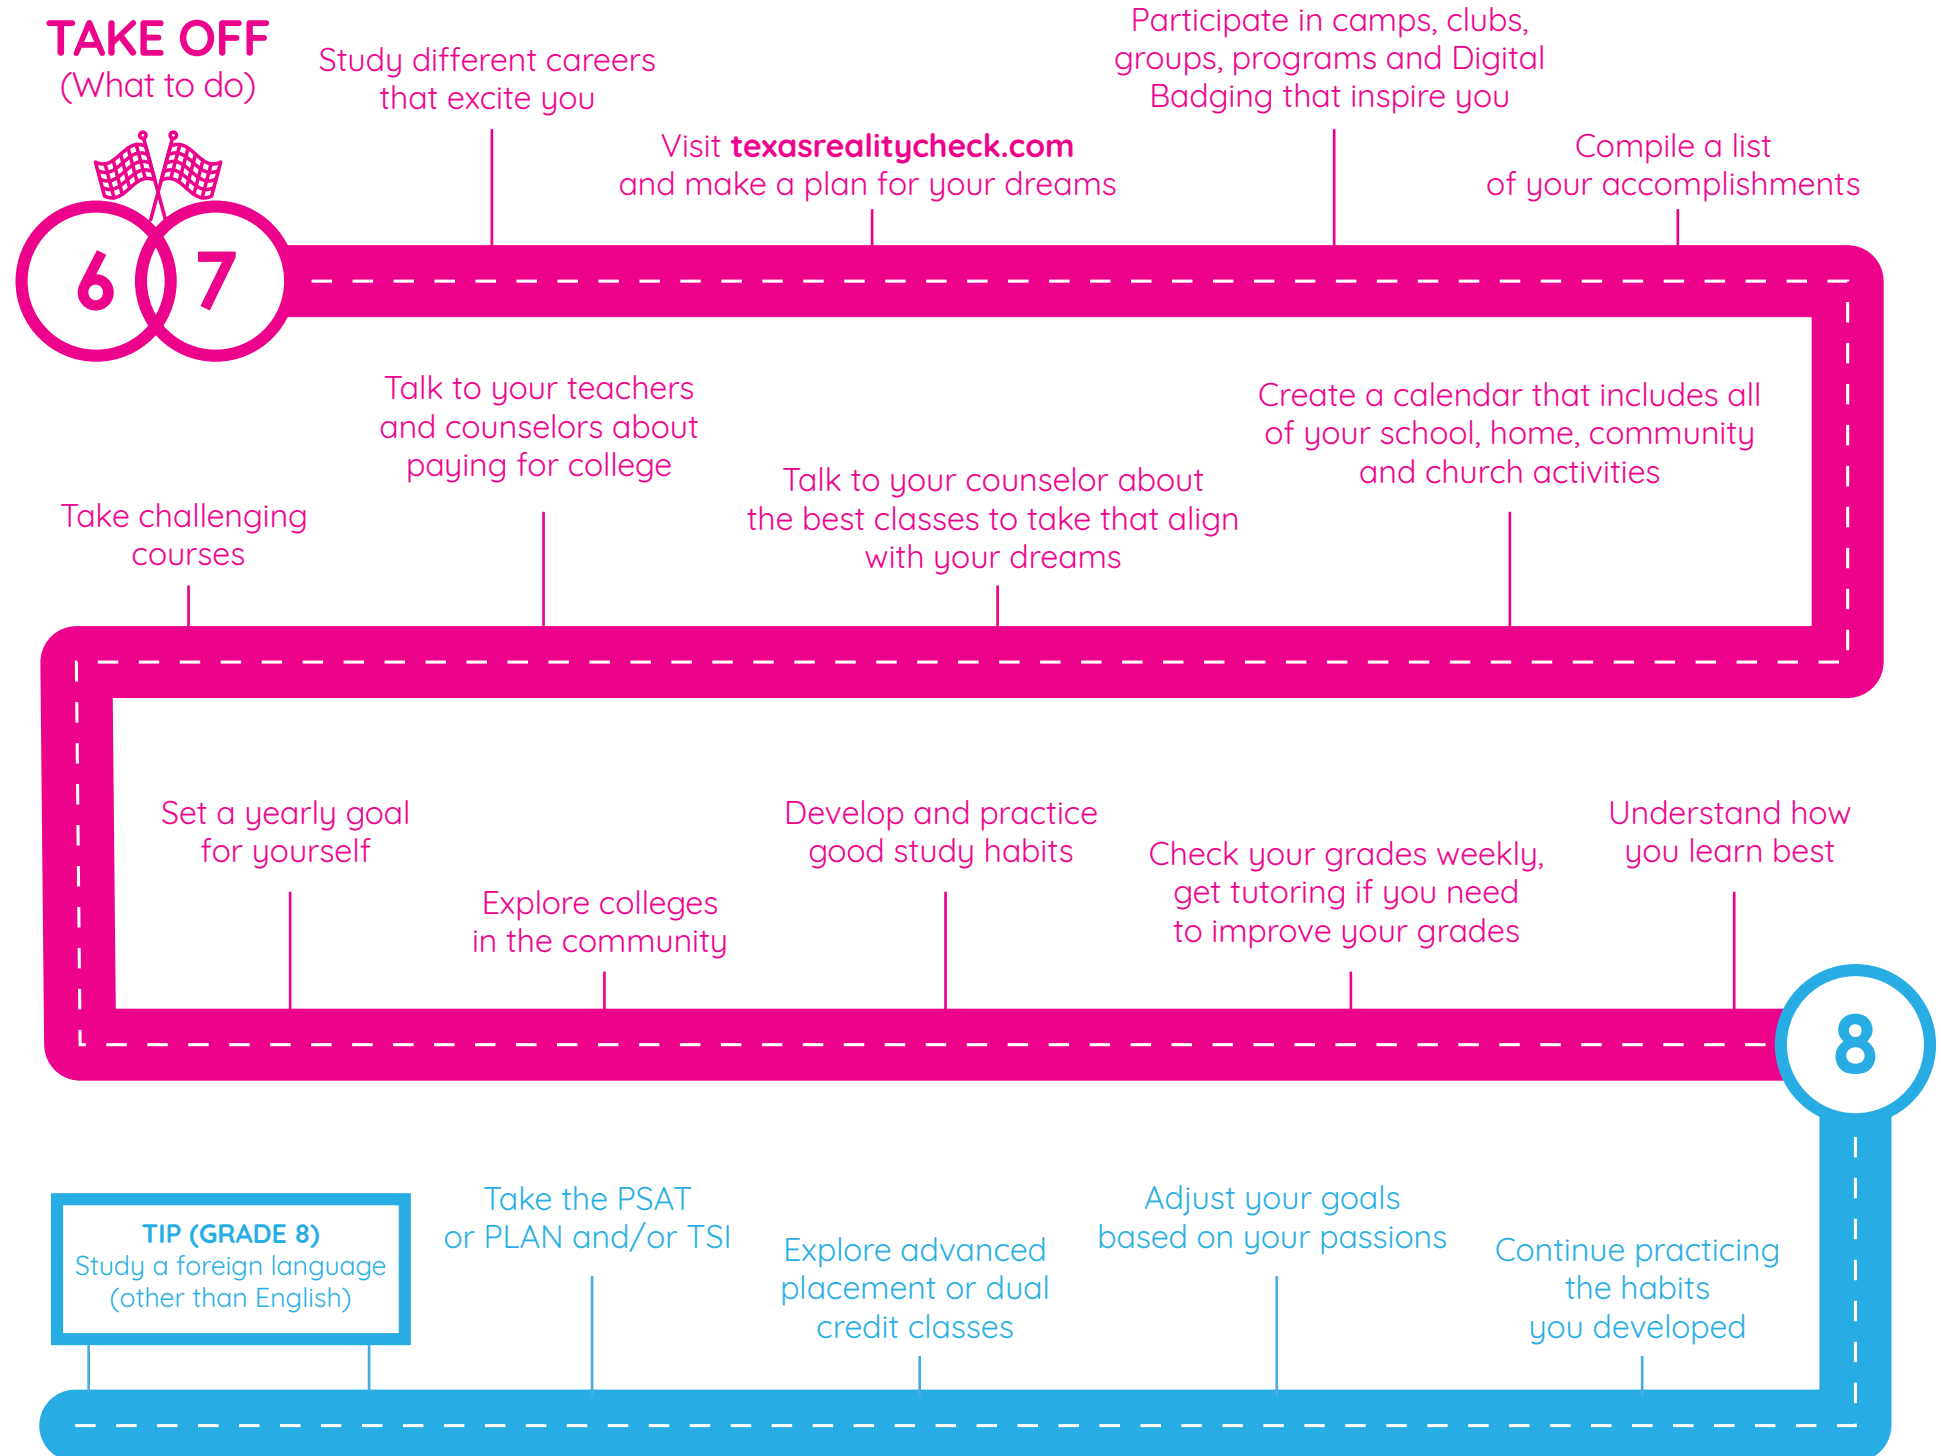 TAKE OFF
(What to do)
Study different careers
that excite you
Visit texasrealitycheck.com
and make a plan for your dreams
Participate in camps, clubs,
groups, programs and Digital
Badging that inspire you
Compile a list
of your accomplishments
6 7
Create a calendar that includes all
of your school, home, community
and church activities
Talk to your counselor about
the best classes to take that align
with your dreams
Talk to your teachers
and counselors about
paying for college
Take challenging
courses
Set a yearly goal
for yourself
Explore colleges
in the community
Develop and practice
good study habits
Check your grades weekly,
get tutoring if you need
to improve your grades
Understand how
you learn best
8
Continue practicing
the habits
you developed
Adjust your goals
based on your passions
Explore advanced
placement or dual
credit classes
Take the PSAT
or PLAN and/or TSI
TIP (GRADE 8)
Study a foreign language
(other than English)